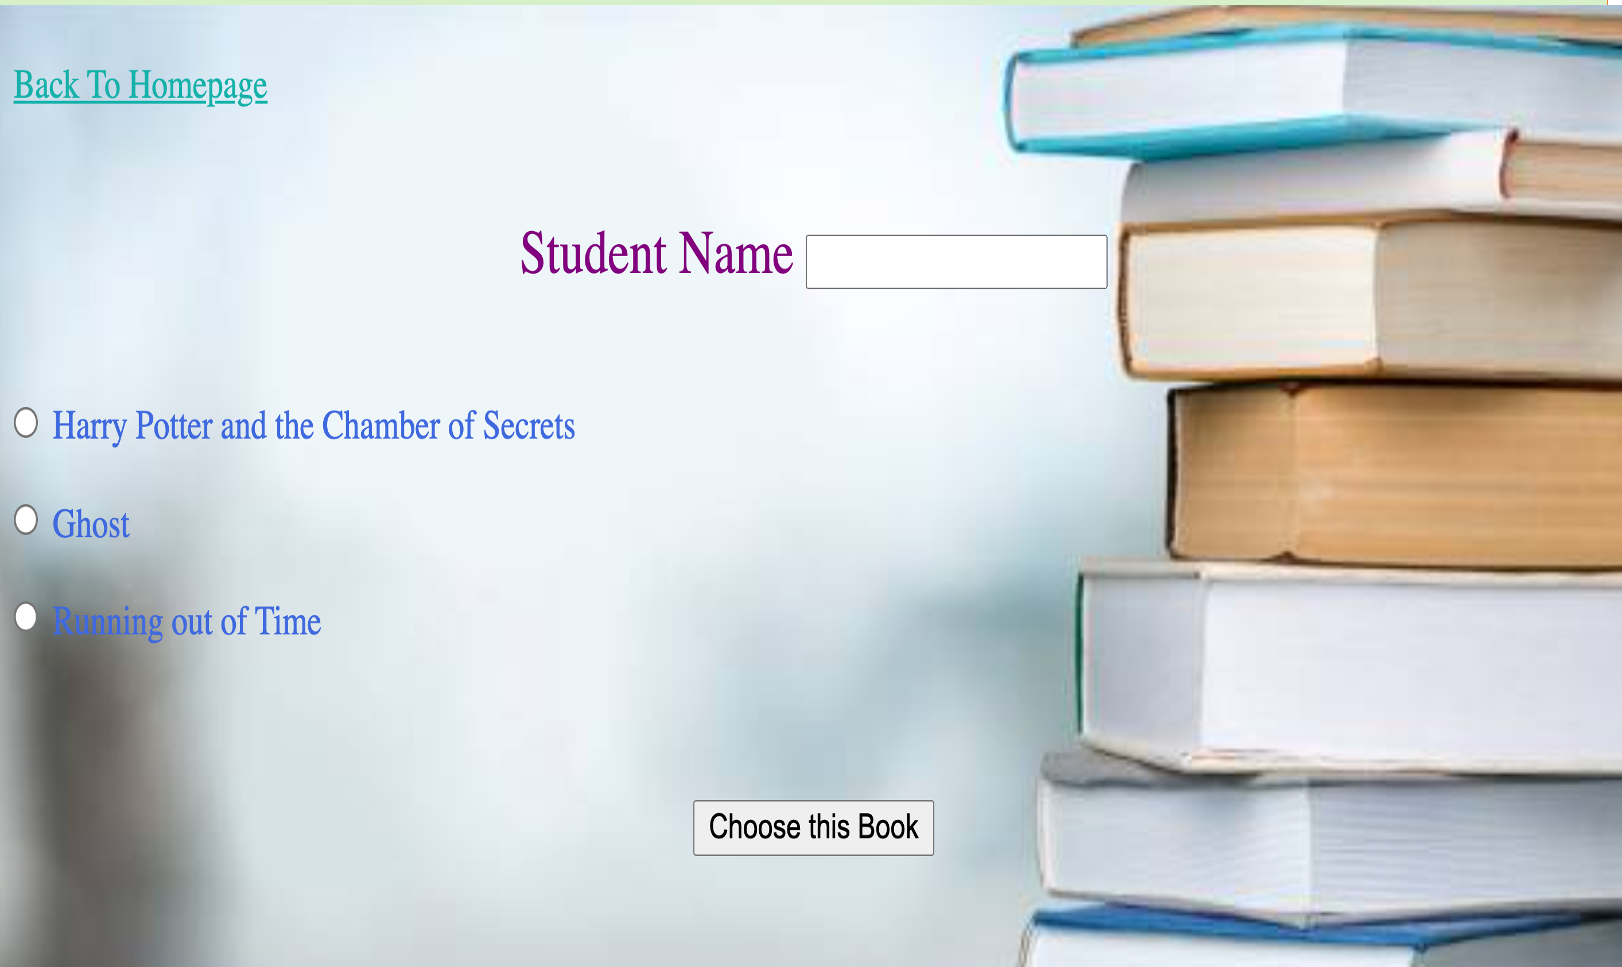 Back To Homepage
Student Name
Harry Potter and the Chamber of Secrets
Ghost
Running out of Time
Choose this Book